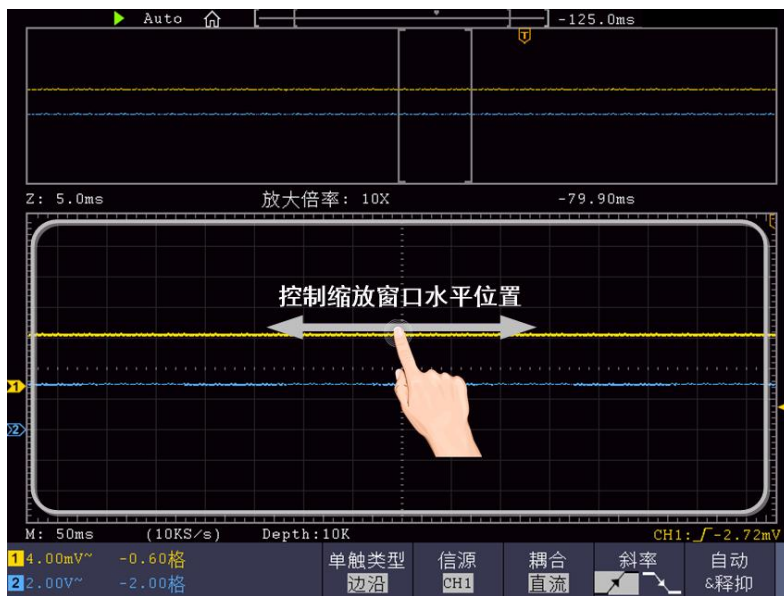 Auto -125.0ms
T
Z: 5.0ms 放大倍率: 10X -79.90ms
控制缩放窗口水平位置
1
2
M: 50ms (10KS/s) Depth:10K CH1: -2.72mV
1 4.00mV~ -0.60格 单触类型 信源 耦合 斜率 自动
2 2.00V~ -2.00格 边沿 CH1 直流 &释抑